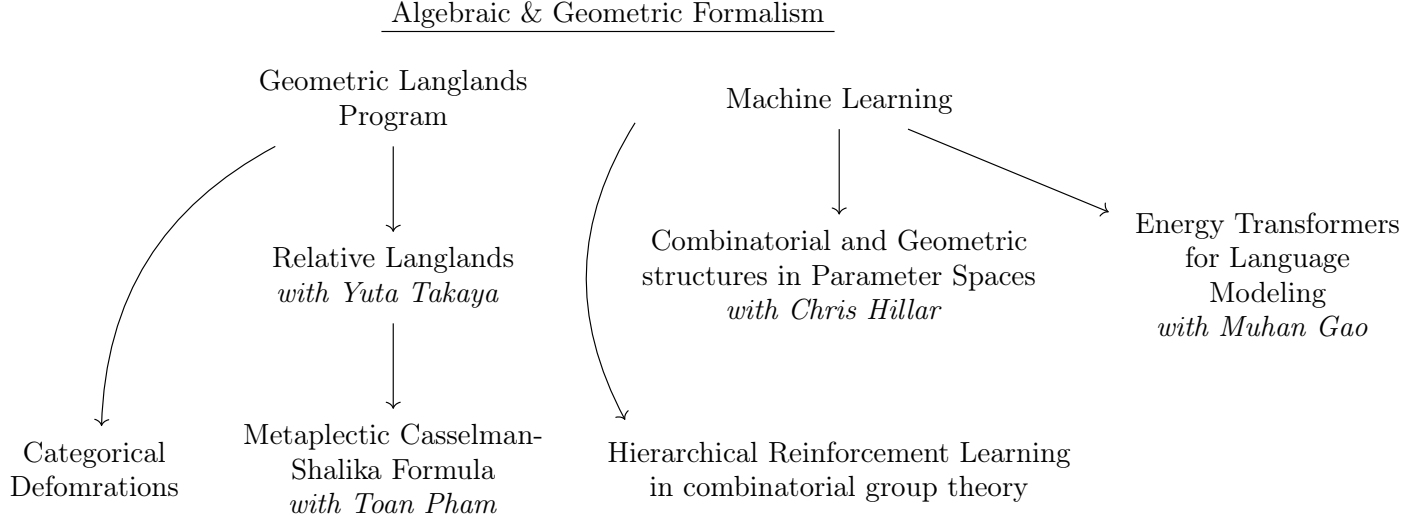 Algebraic & Geometric Formalism
Geometric Langlands
Program
Machine Learning
Relative Langlands
with Yuta Takaya
Combinatorial and Geometric
structures in Parameter Spaces
with Chris Hillar
Energy Transformers
for Language
Modeling
with Muhan Gao
Categorical
Defomrations
Metaplectic Casselman-
Shalika Formula
with Toan Pham
Hierarchical Reinforcement Learning
in combinatorial group theory